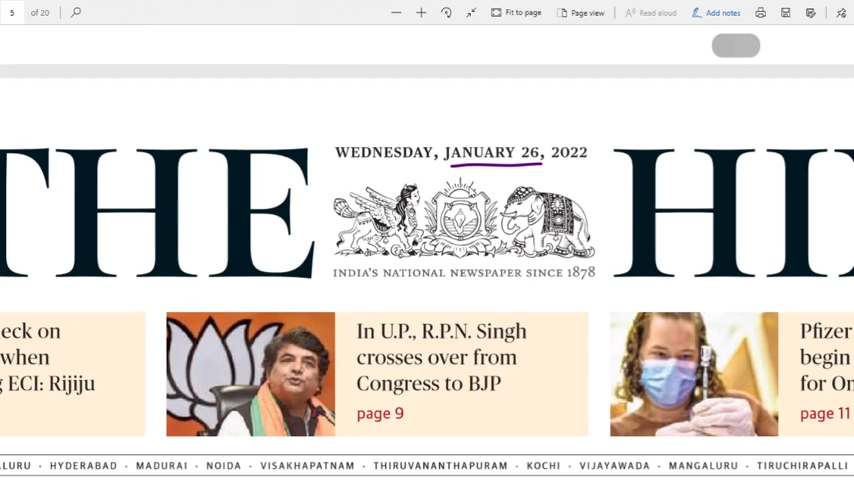 5 of 20 Fit to page Page view Read aloud Add notes
WEDNESDAY, JANUARY 26, 2022
THE HI
INDIA'S NATIONAL NEWSPAPER SINCE 1878
eck on
when
g ECI: Rijiju
In U.P., R.P.N. Singh
crosses over from
Congress to BJP
page 9
Pfizer
begin
for Or
page 11
ALURU · HYDERABAD · MADURAI · NOIDA · VISAKHAPATNAM · THIRUVANANTHAPURAM · KOCHI · VIJAYAWADA · MANGALURU · TIRUCHIRAPALLI